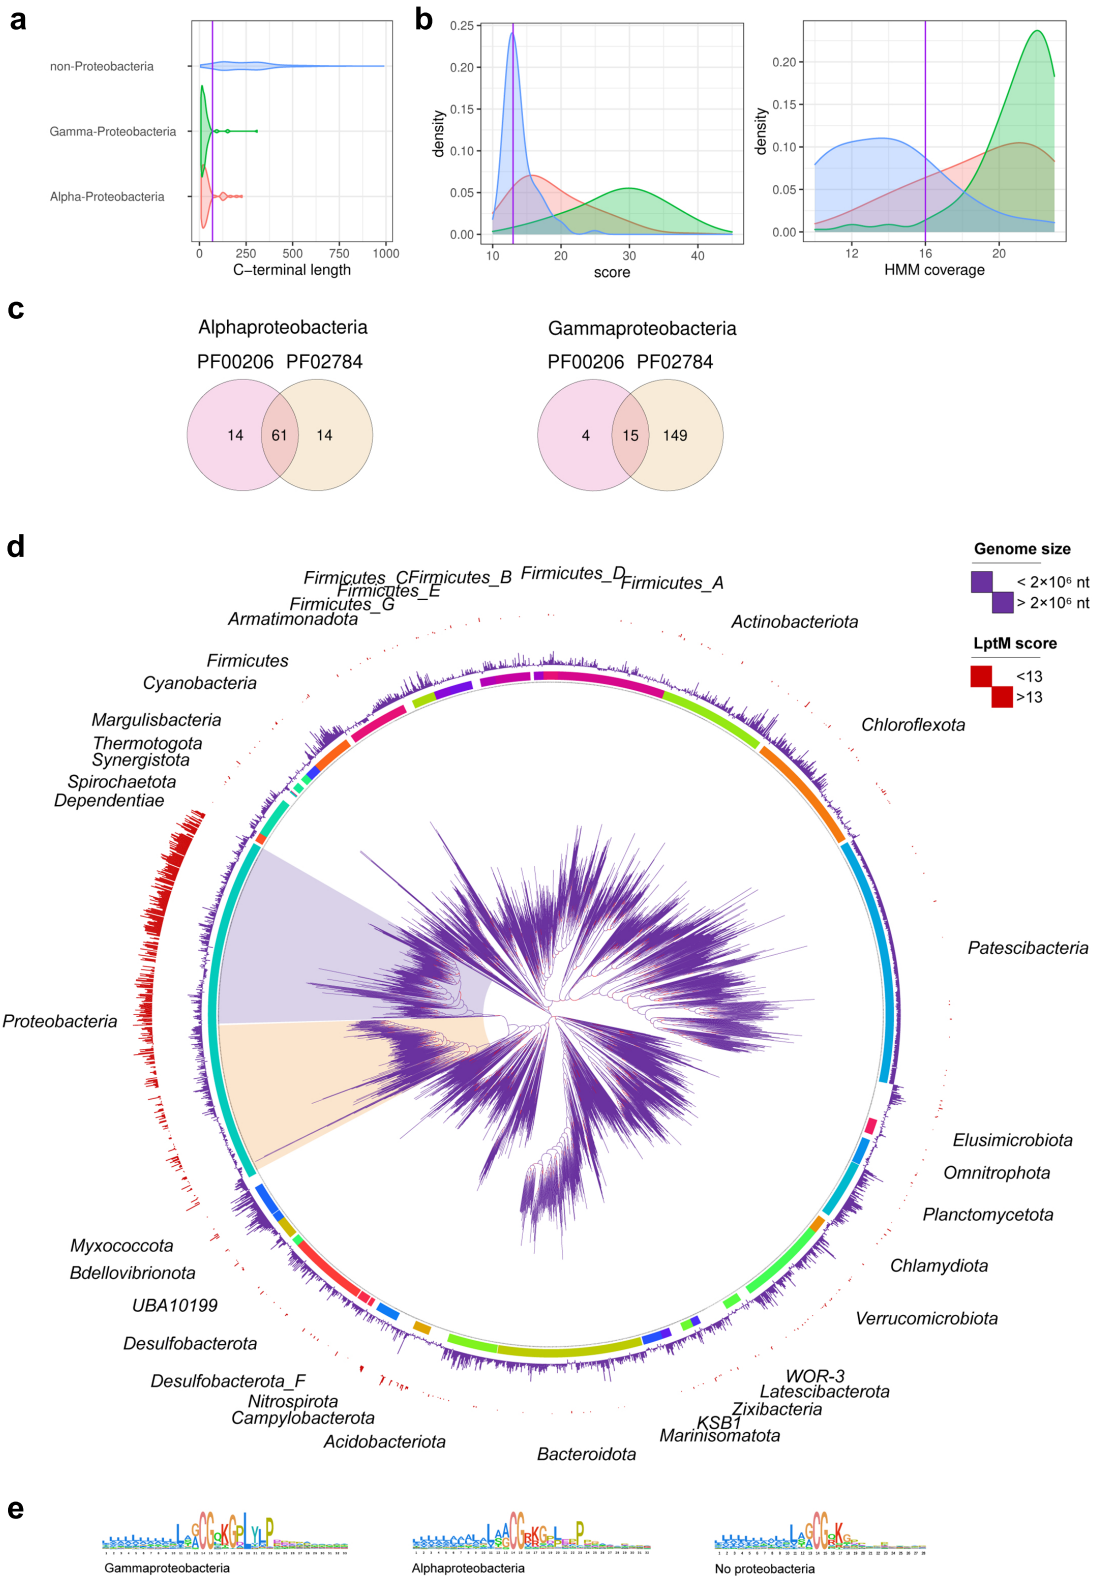 a
non-Proteobacteria
Gamma-Proteobacteria
Alpha-Proteobacteria
0 250 500 750 1000
C−terminal length
b
0.25
0.20
0.15
0.10
0.05
0.00
density
10 20 30 40
score
0.20
0.15
0.10
0.05
0.00
density
12 16 20
HMM coverage
c
Alphaproteobacteria
PF00206 PF02784
14 61 14
Gammaproteobacteria
PF00206 PF02784
4 15 149
d
Genome size
< 2×10⁶ nt
> 2×10⁶ nt
LptM score
<13
>13
Firmicutes_C
Firmicutes_B
Firmicutes_D
Firmicutes_A
Firmicutes_E
Firmicutes_G
Armatimonadota
Actinobacteriota
Firmicutes
Cyanobacteria
Chloroflexota
Margulisbacteria
Thermotogota
Synergistota
Spirochaetota
Dependentiae
Patescibacteria
Proteobacteria
Elusimicrobiota
Omnitrophota
Planctomycetota
Myxococcota
Chlamydiota
Bdellovibrionota
UBA10199
Verrucomicrobiota
Desulfobacterota
Desulfobacterota_F
WOR-3
Nitrospirota
Latescibacterota
Campylobacterota
Zixibacteria
KSB1
Acidobacteriota
Marinisomatota
Bacteroidota
e
Gammaproteobacteria
Alphaproteobacteria
No proteobacteria